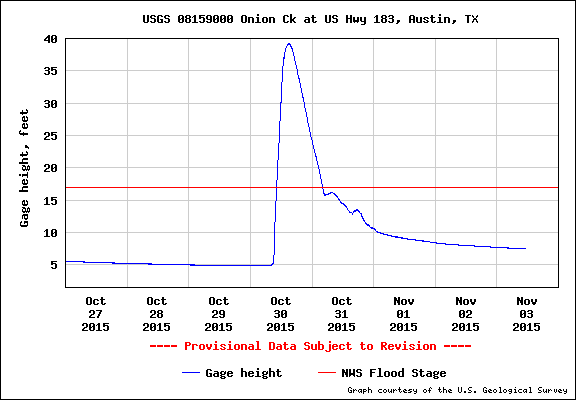 USGS 08159000 Onion Ck at US Hwy 183, Austin, TX
Gage height, feet
40
35
30
25
20
15
10
5
Oct Oct Oct Oct Oct Nov Nov Nov
27 28 29 30 31 01 02 03
2015 2015 2015 2015 2015 2015 2015 2015
---- Provisional Data Subject to Revision ----
Gage height NWS Flood Stage
Graph courtesy of the U.S. Geological Survey